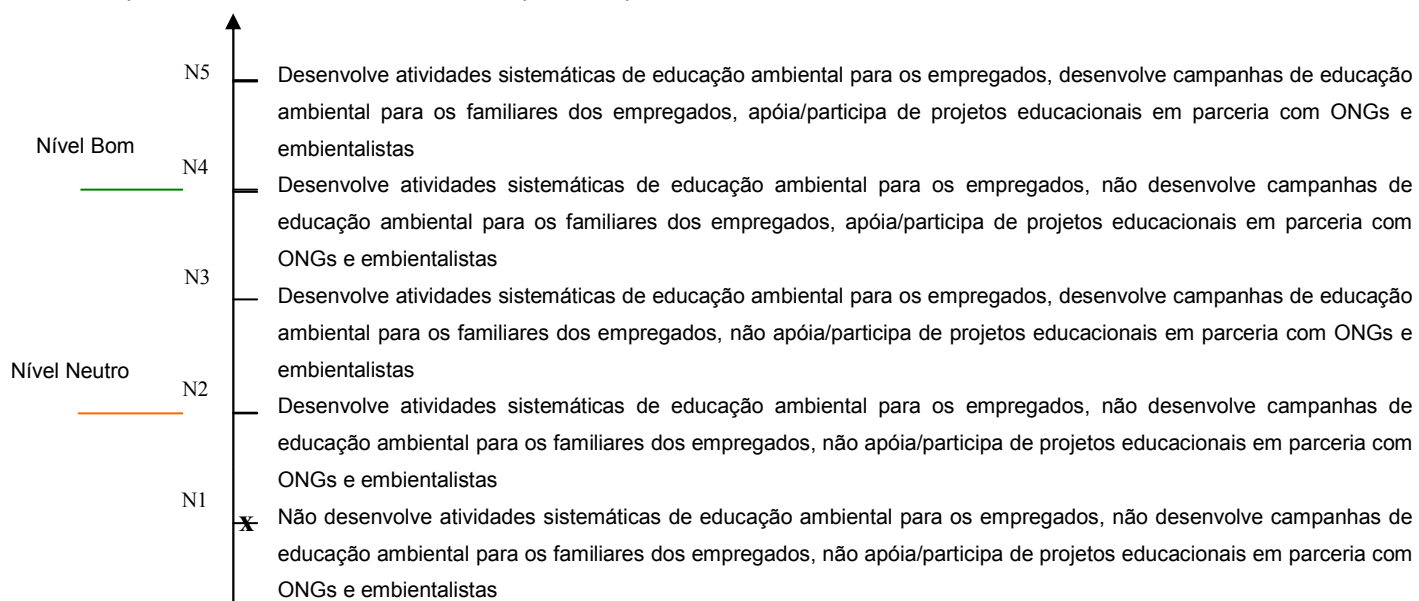 N5
Desenvolve atividades sistemáticas de educação ambiental para os empregados, desenvolve campanhas de educação
ambiental para os familiares dos empregados, apóia/participa de projetos educacionais em parceria com ONGs e
embientalistas
Nível Bom
N4
Desenvolve atividades sistemáticas de educação ambiental para os empregados, não desenvolve campanhas de
educação ambiental para os familiares dos empregados, apóia/participa de projetos educacionais em parceria com
ONGs e embientalistas
N3
Desenvolve atividades sistemáticas de educação ambiental para os empregados, desenvolve campanhas de educação
ambiental para os familiares dos empregados, não apóia/participa de projetos educacionais em parceria com ONGs e
embientalistas
Nível Neutro
N2
Desenvolve atividades sistemáticas de educação ambiental para os empregados, não desenvolve campanhas de
educação ambiental para os familiares dos empregados, não apóia/participa de projetos educacionais em parceria com
ONGs e embientalistas
N1
x
Não desenvolve atividades sistemáticas de educação ambiental para os empregados, não desenvolve campanhas de
educação ambiental para os familiares dos empregados, não apóia/participa de projetos educacionais em parceria com
ONGs e embientalistas